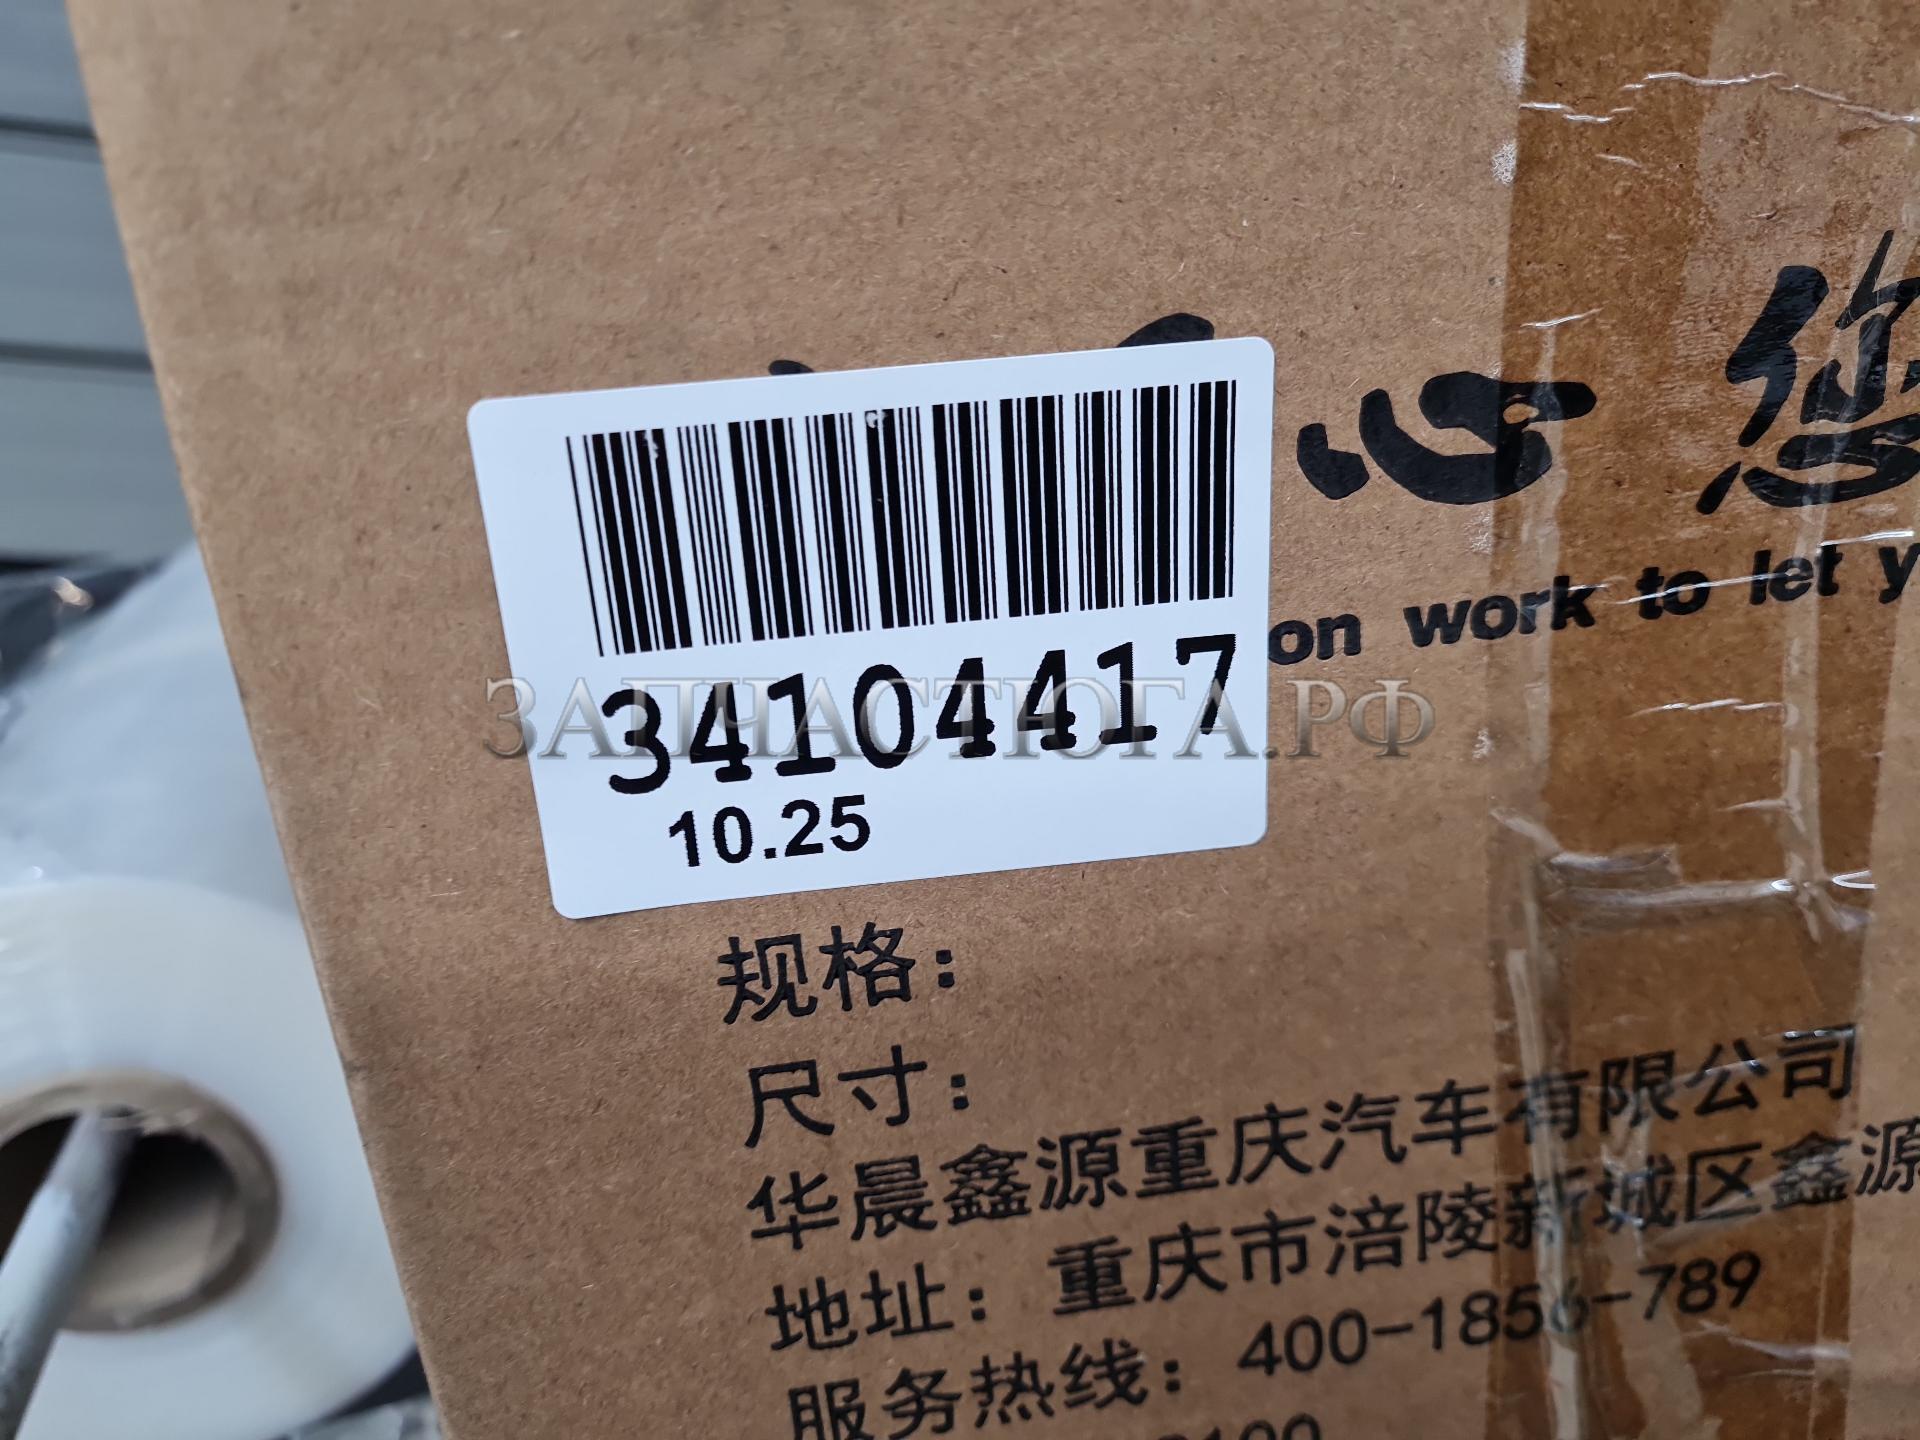 心 您
on work to let y
34104417
ЗАПЧАСТЮГА.РФ
10.25
规格:
尺寸:
华晨鑫源重庆汽车有限公司
地址: 重庆市涪陵新城区鑫源
服务热线: 400-1856-789